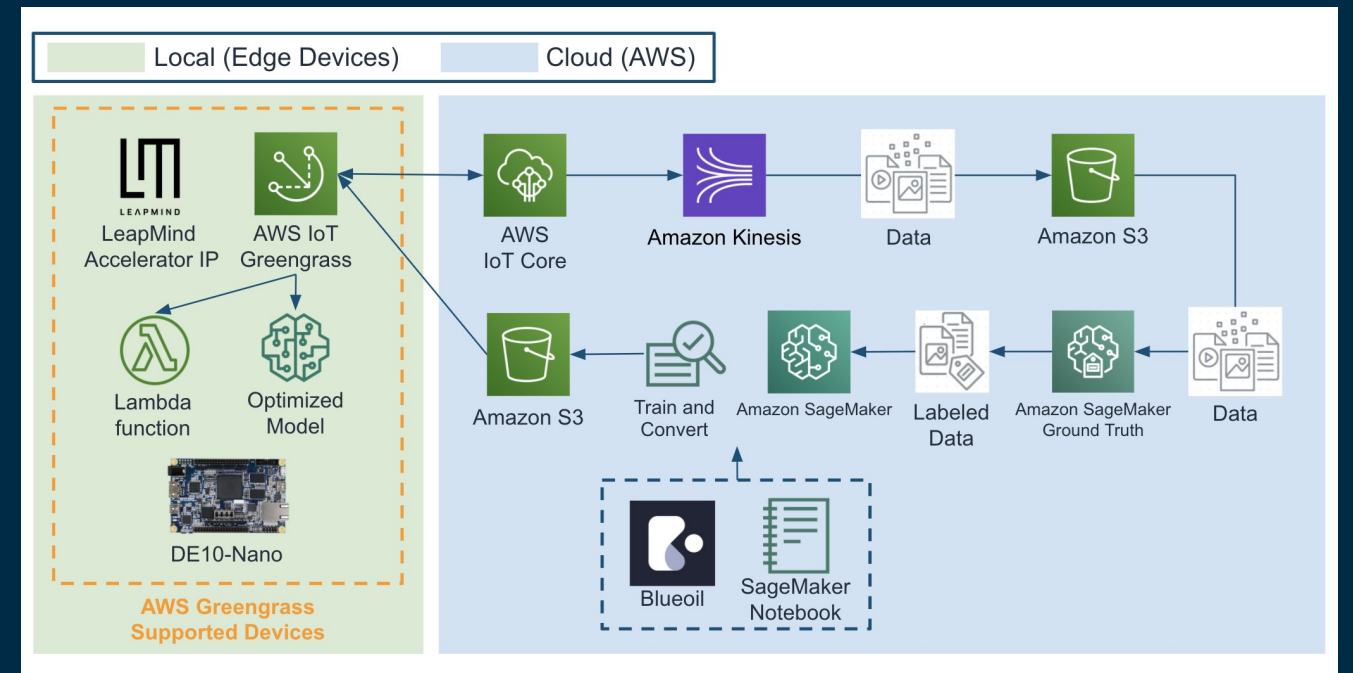 Local (Edge Devices)
Cloud (AWS)
LEAPMIND
LeapMind
Accelerator IP
AWS IoT
Greengrass
AWS
IoT Core
Amazon Kinesis
Data
Amazon S3
Lambda
function
Optimized
Model
Amazon S3
Train and
Convert
Amazon SageMaker
Labeled
Data
Amazon SageMaker
Ground Truth
Data
DE10-Nano
Blueoil
SageMaker
Notebook
AWS Greengrass
Supported Devices